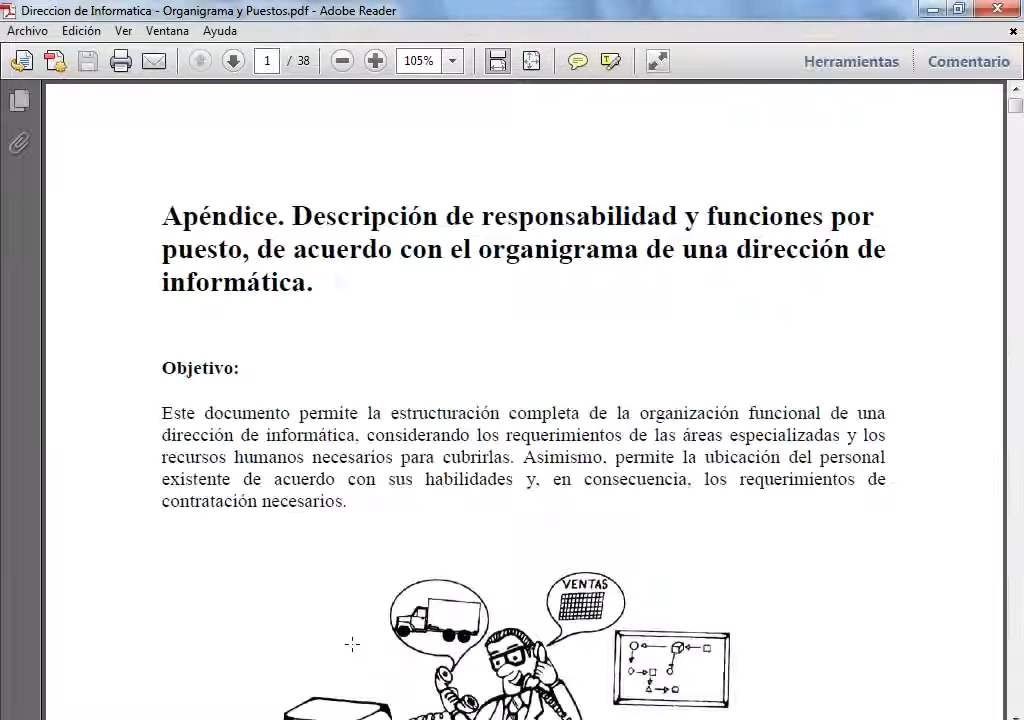 Direccion de Informatica - Organigrama y Puestos.pdf - Adobe Reader
Archivo Edición Ver Ventana Ayuda
1 / 38 105% Herramientas Comentario
Apéndice. Descripción de responsabilidad y funciones por
puesto, de acuerdo con el organigrama de una dirección de
informática.
Objetivo:
Este documento permite la estructuración completa de la organización funcional de una
dirección de informática, considerando los requerimientos de las áreas especializadas y los
recursos humanos necesarios para cubrirlas. Asimismo, permite la ubicación del personal
existente de acuerdo con sus habilidades y, en consecuencia, los requerimientos de
contratación necesarios.
VENTAS